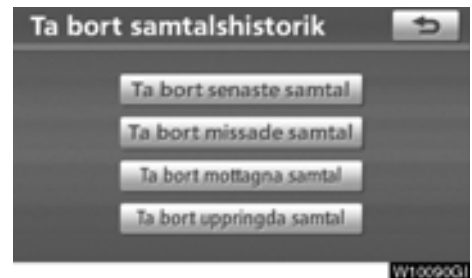 Ta bort samtalshistorik
Ta bort senaste samtal
Ta bort missade samtal
Ta bort mottagna samtal
Ta bort uppringda samtal
W10090GI